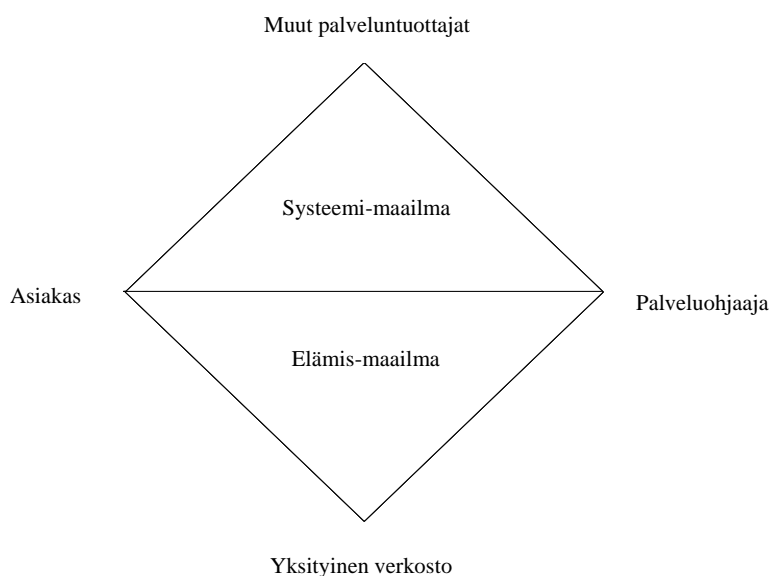 Muut palveluntuottajat
Systeemi-maailma
Asiakas
Palveluohjaaja
Elämis-maailma
Yksityinen verkosto